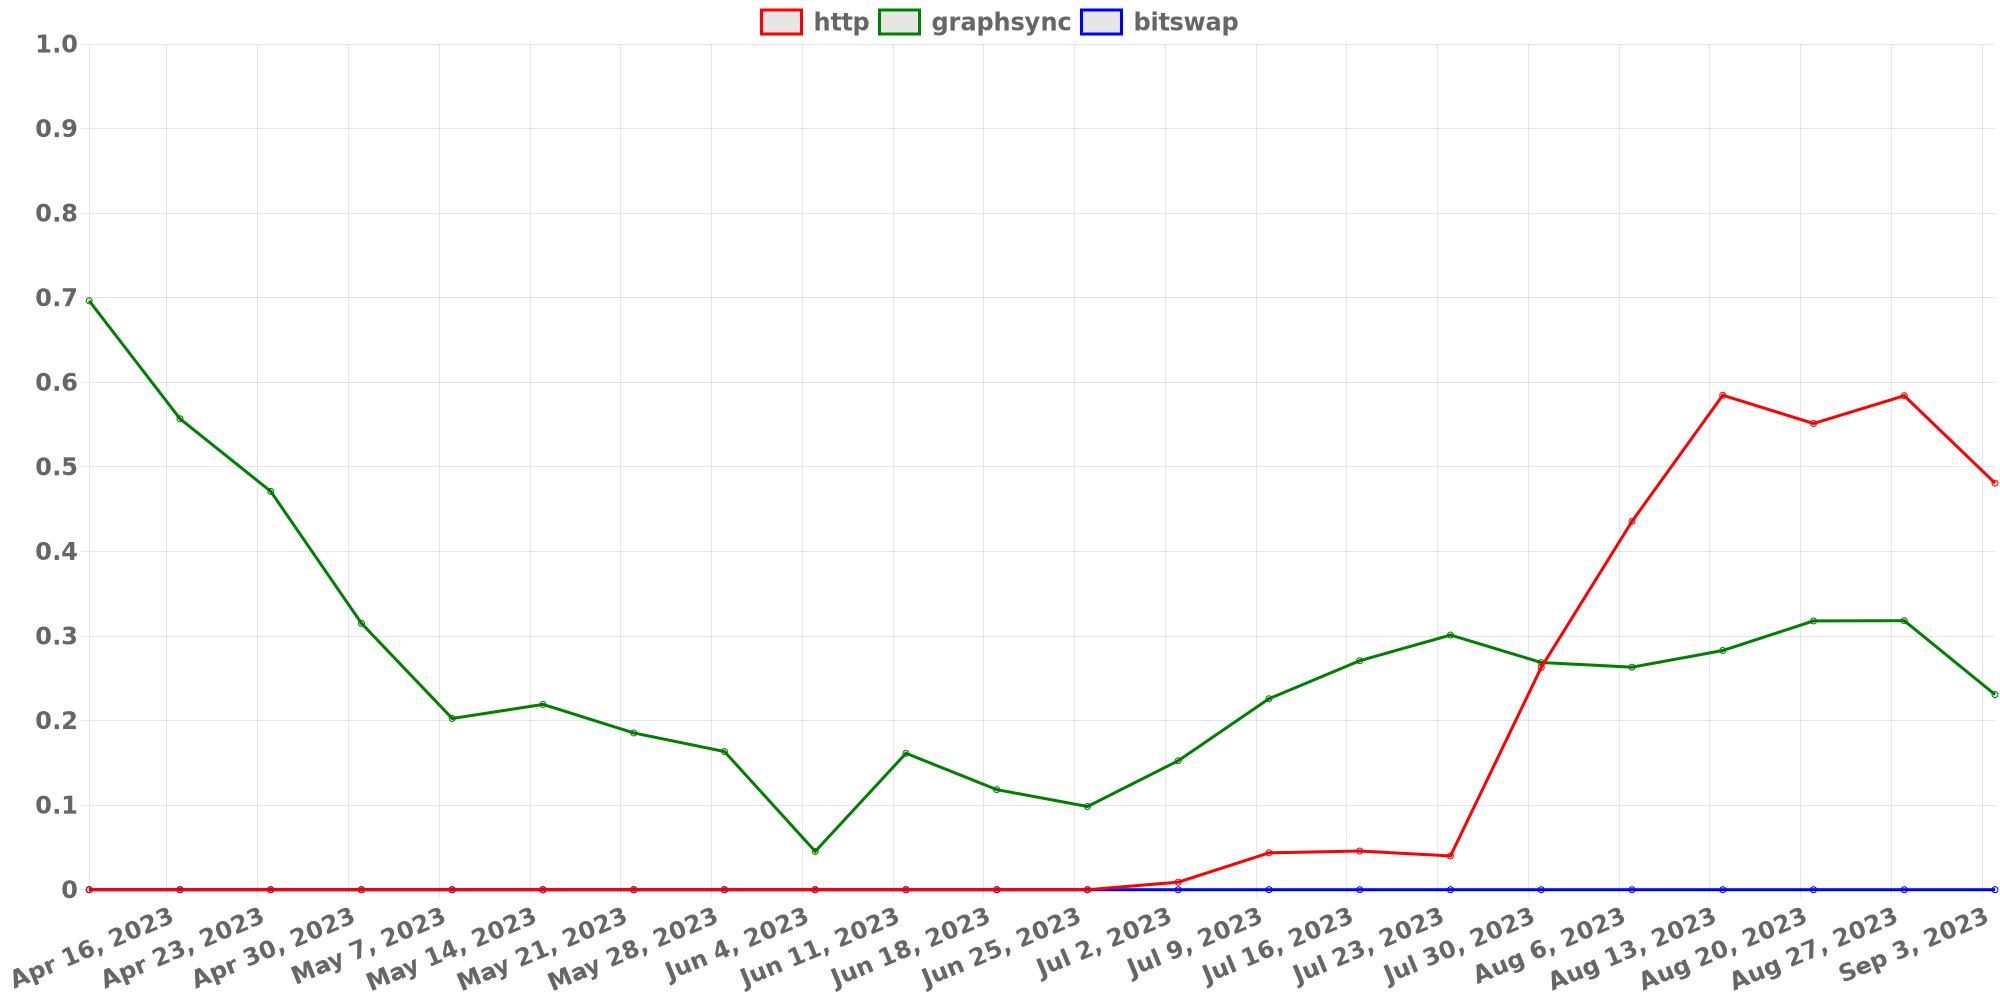 http graphsync bitswap
1.0
0.9
0.8
0.7
0.6
0.5
0.4
0.3
0.2
0.1
0
Apr 16, 2023
Apr 23, 2023
Apr 30, 2023
May 7, 2023
May 14, 2023
May 21, 2023
May 28, 2023
Jun 4, 2023
Jun 11, 2023
Jun 18, 2023
Jun 25, 2023
Jul 2, 2023
Jul 9, 2023
Jul 16, 2023
Jul 23, 2023
Jul 30, 2023
Aug 6, 2023
Aug 13, 2023
Aug 20, 2023
Aug 27, 2023
Sep 3, 2023